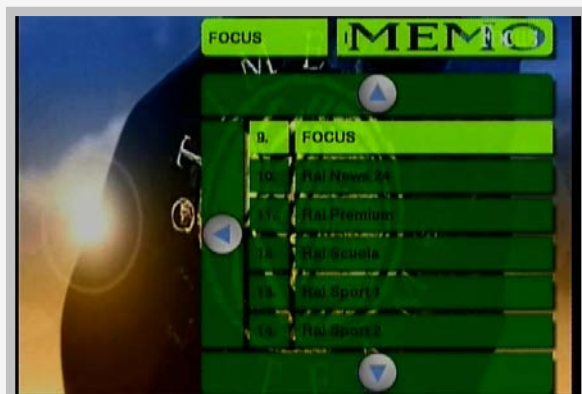 FOCUS
MEMO
9. FOCUS
10. Rai News 24
11. Rai Premium
12. Rai Scuola
13. Rai Sport 1
14. Rai Sport 2